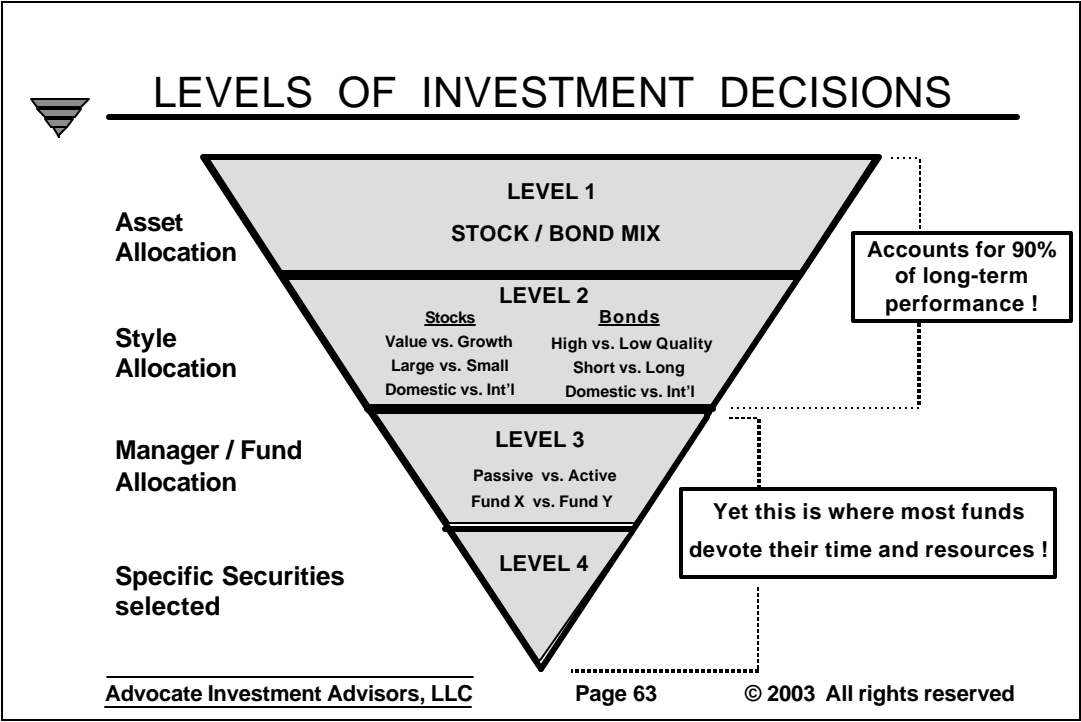 LEVELS OF INVESTMENT DECISIONS
Asset
Allocation
LEVEL 1
STOCK / BOND MIX
Accounts for 90%
of long-term
performance !
Style
Allocation
LEVEL 2
Stocks
Value vs. Growth
Large vs. Small
Domestic vs. Int'l
Bonds
High vs. Low Quality
Short vs. Long
Domestic vs. Int'l
Manager / Fund
Allocation
LEVEL 3
Passive vs. Active
Fund X vs. Fund Y
Yet this is where most funds
devote their time and resources !
Specific Securities
selected
LEVEL 4
Advocate Investment Advisors, LLC
Page 63
© 2003 All rights reserved